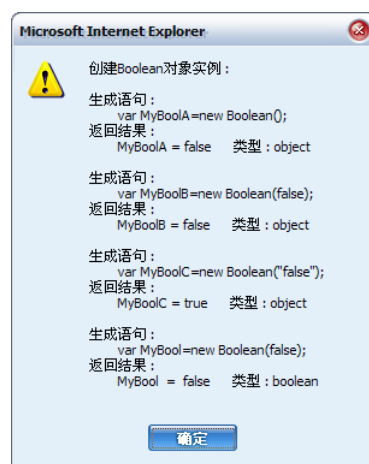 Microsoft Internet Explorer
创建Boolean对象实例：
生成语句：
var MyBoolA=new Boolean();
返回结果：
MyBoolA = false 类型：object
生成语句：
var MyBoolB=new Boolean(false);
返回结果：
MyBoolB = false 类型：object
生成语句：
var MyBoolC=new Boolean("false");
返回结果：
MyBoolC = true 类型：object
生成语句：
var MyBool=new Boolean(false);
返回结果：
MyBool = false 类型：boolean
确定